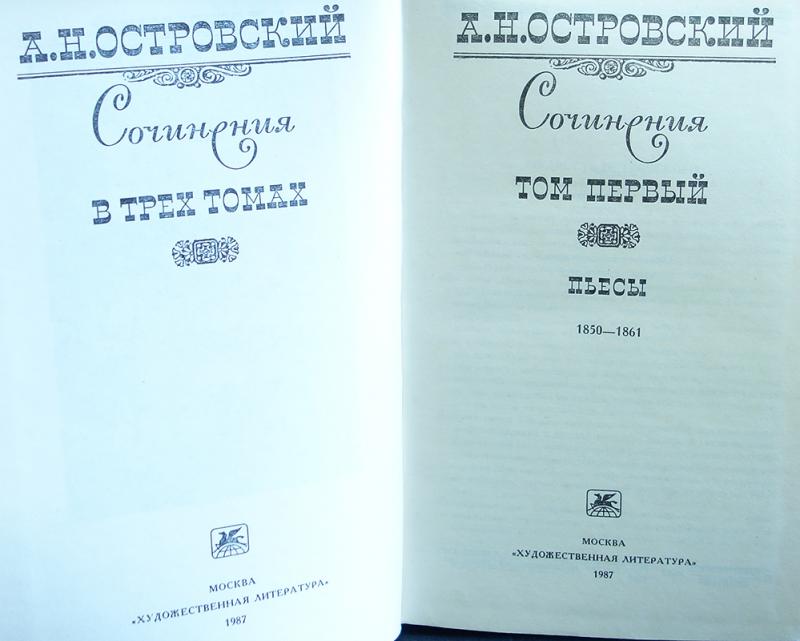 А.Н.ОСТРОВСКИЙ
Сочинения
В ТРЕХ ТОМАХ
МОСКВА
«ХУДОЖЕСТВЕННАЯ ЛИТЕРАТУРА»
1987
А.Н.ОСТРОВСКИЙ
Сочинения
ТОМ ПЕРВЫЙ
ПЬЕСЫ
1850—1861
МОСКВА
«ХУДОЖЕСТВЕННАЯ ЛИТЕРАТУРА»
1987